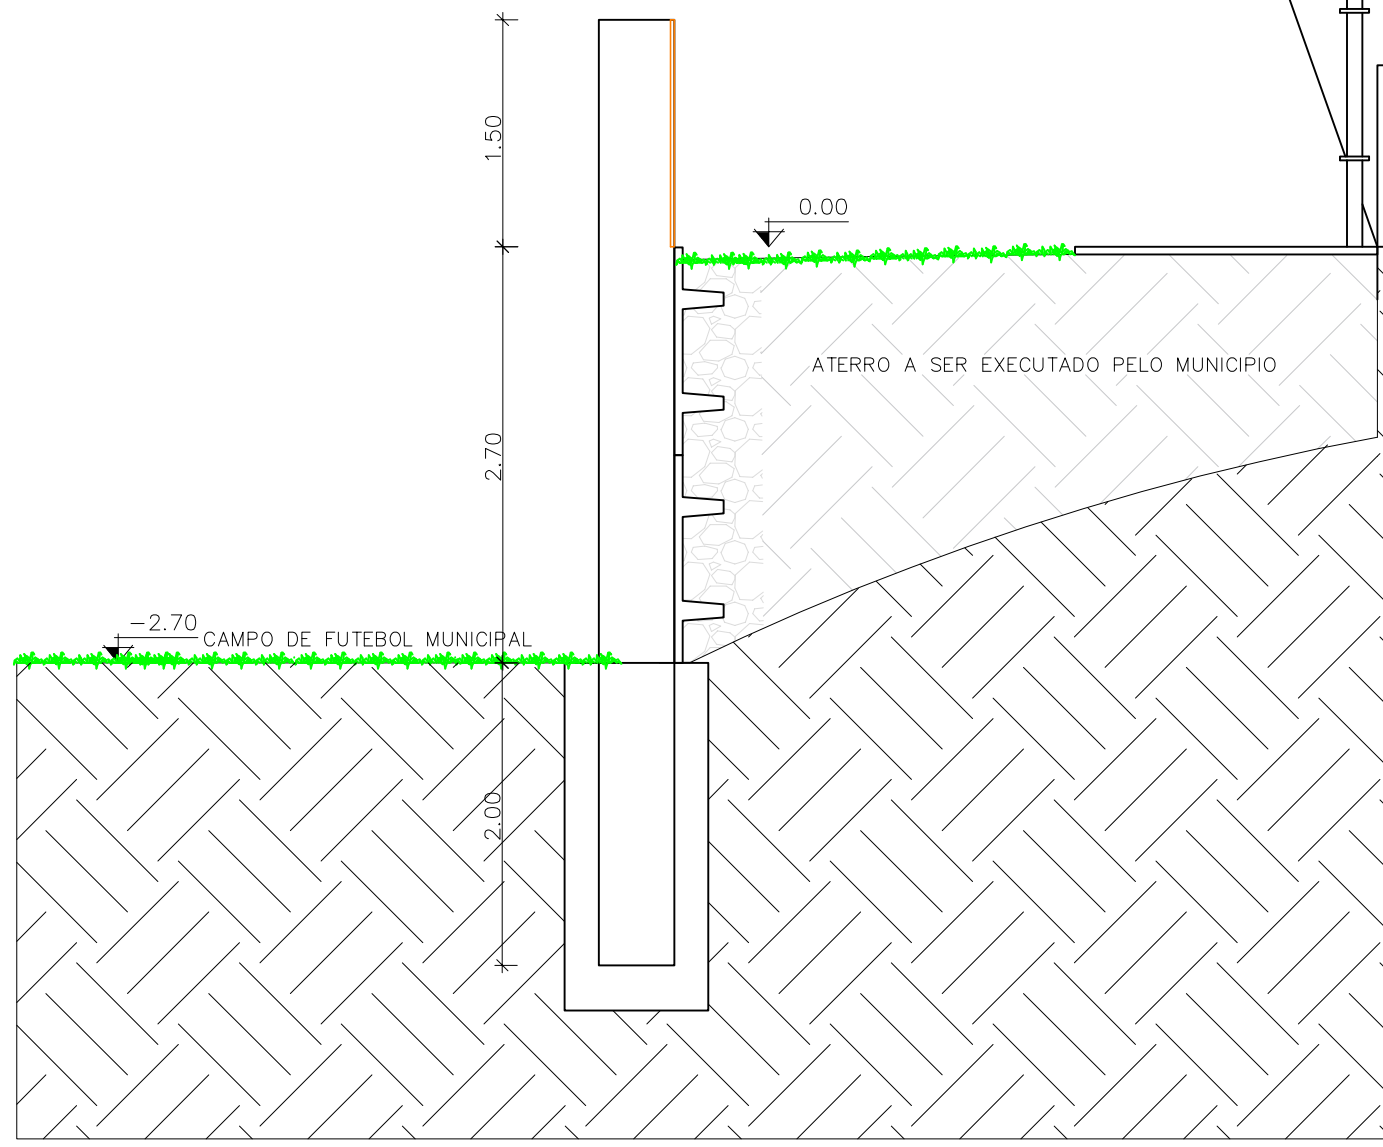 1.50
0.00
ATERRO A SER EXECUTADO PELO MUNICIPIO
2.70
-2.70
CAMPO DE FUTEBOL MUNICIPAL
2.00